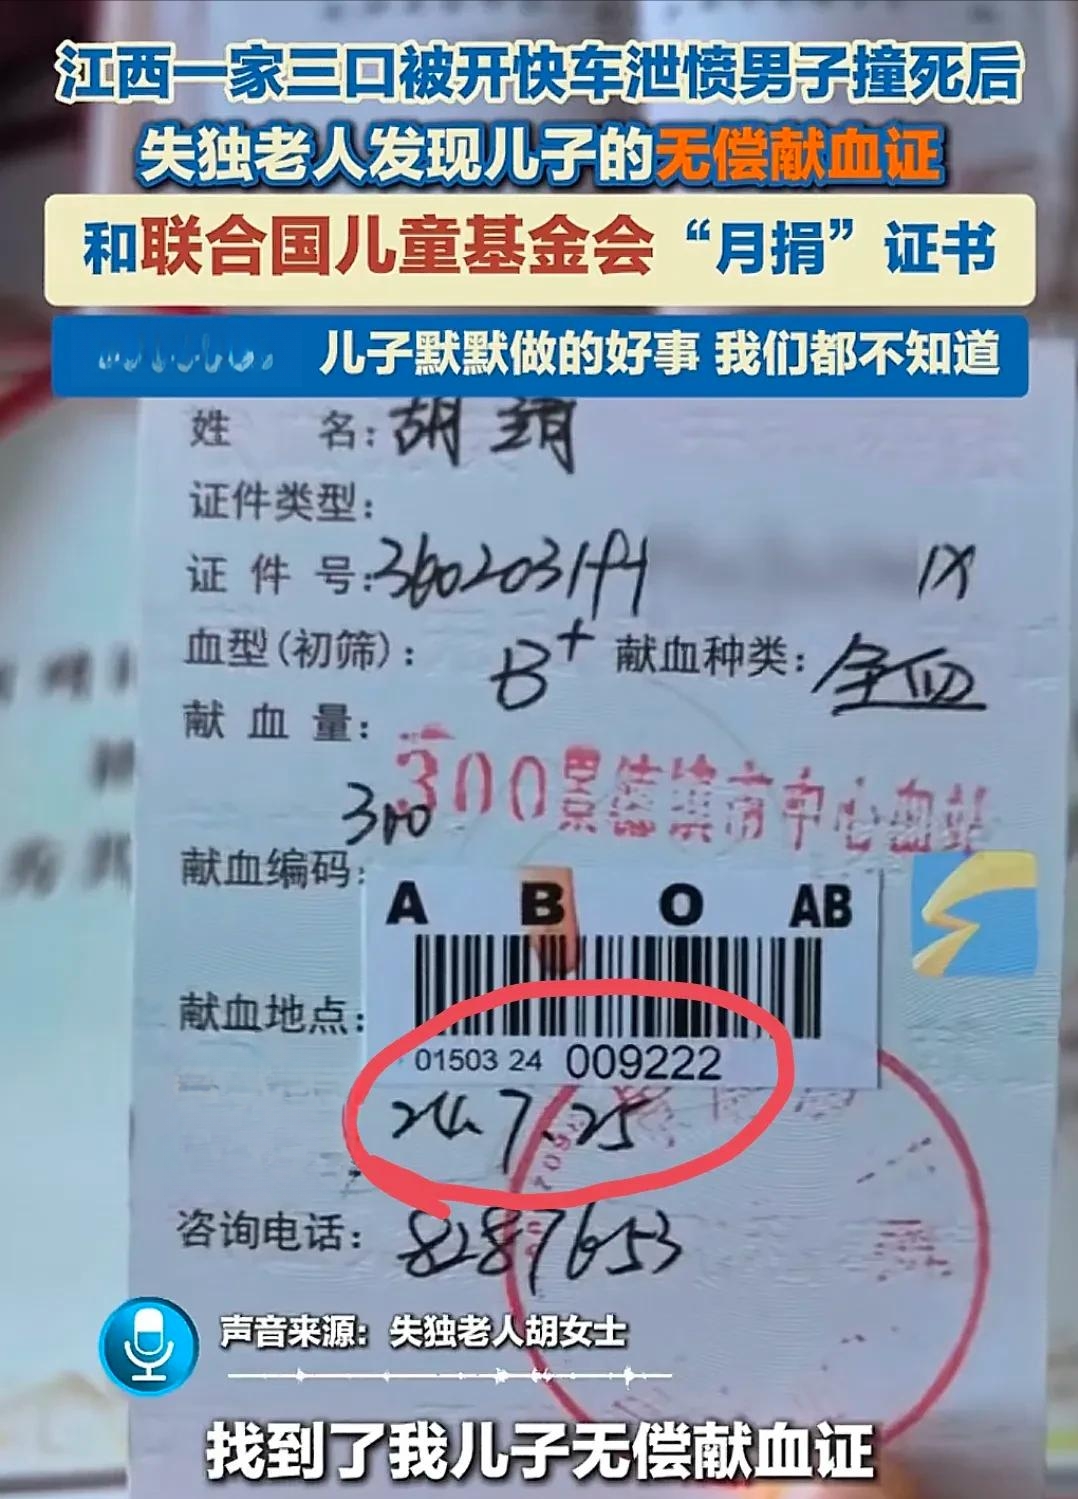 江西一家三口被开快车泄愤男子撞死后
失独老人发现儿子的无偿献血证
和联合国儿童基金会“月捐”证书
儿子默默做的好事 我们都不知道
姓 名：胡
证件类型：
证 件 号：360203191 1X
血型(初筛)： B+ 献血种类：全血
献 血 量： 300景德镇市中心血站
300
献血编码：
A B O AB
献血地点：
01503 24 009222
24.7.25
咨询电话：8287653
声音来源：失独老人胡女士
找到了我儿子无偿献血证